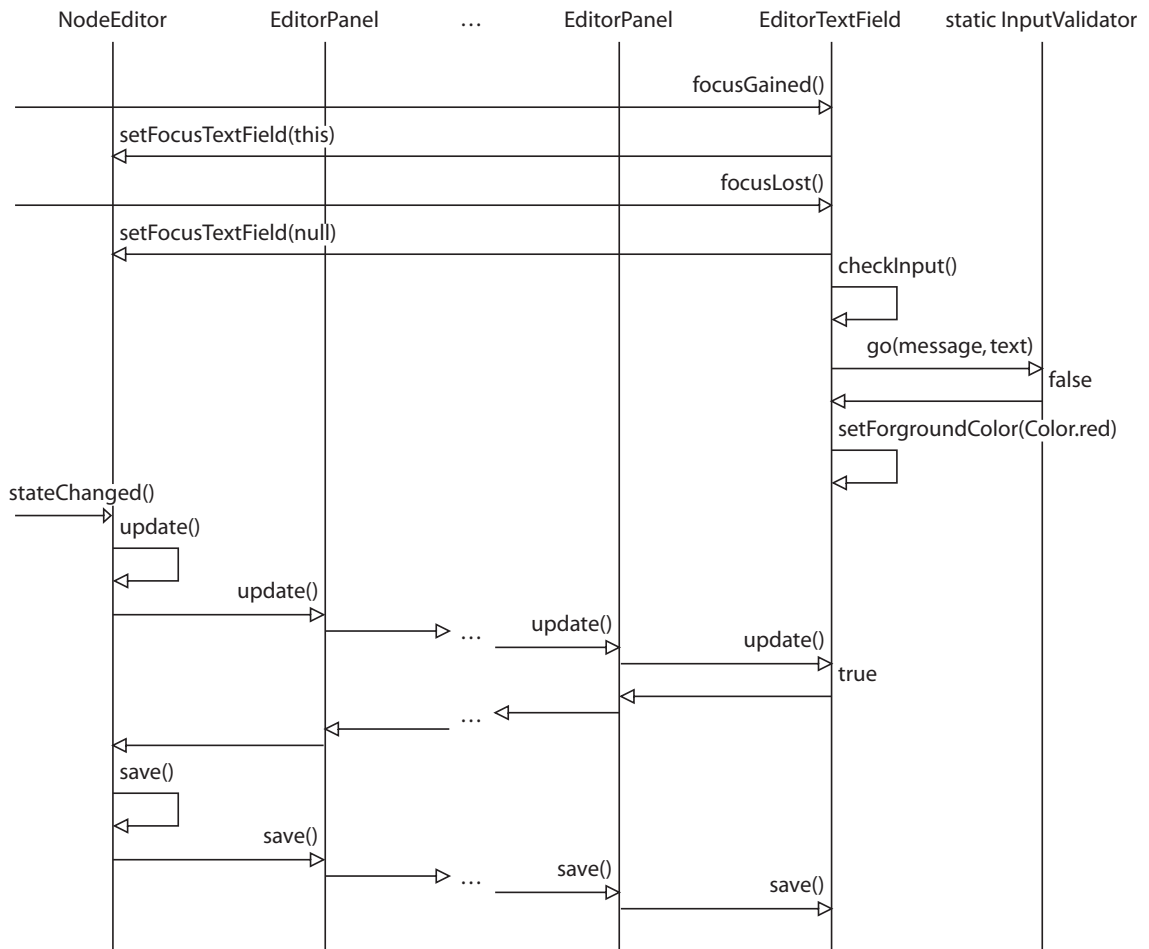 NodeEditor EditorPanel ... EditorPanel EditorTextField static InputValidator
focusGained()
setFocusTextField(this)
focusLost()
setFocusTextField(null)
checkInput()
go(message, text)
false
setForgroundColor(Color.red)
stateChanged()
update()
update()
... update()
update()
true
...
save()
save()
... save()
save()